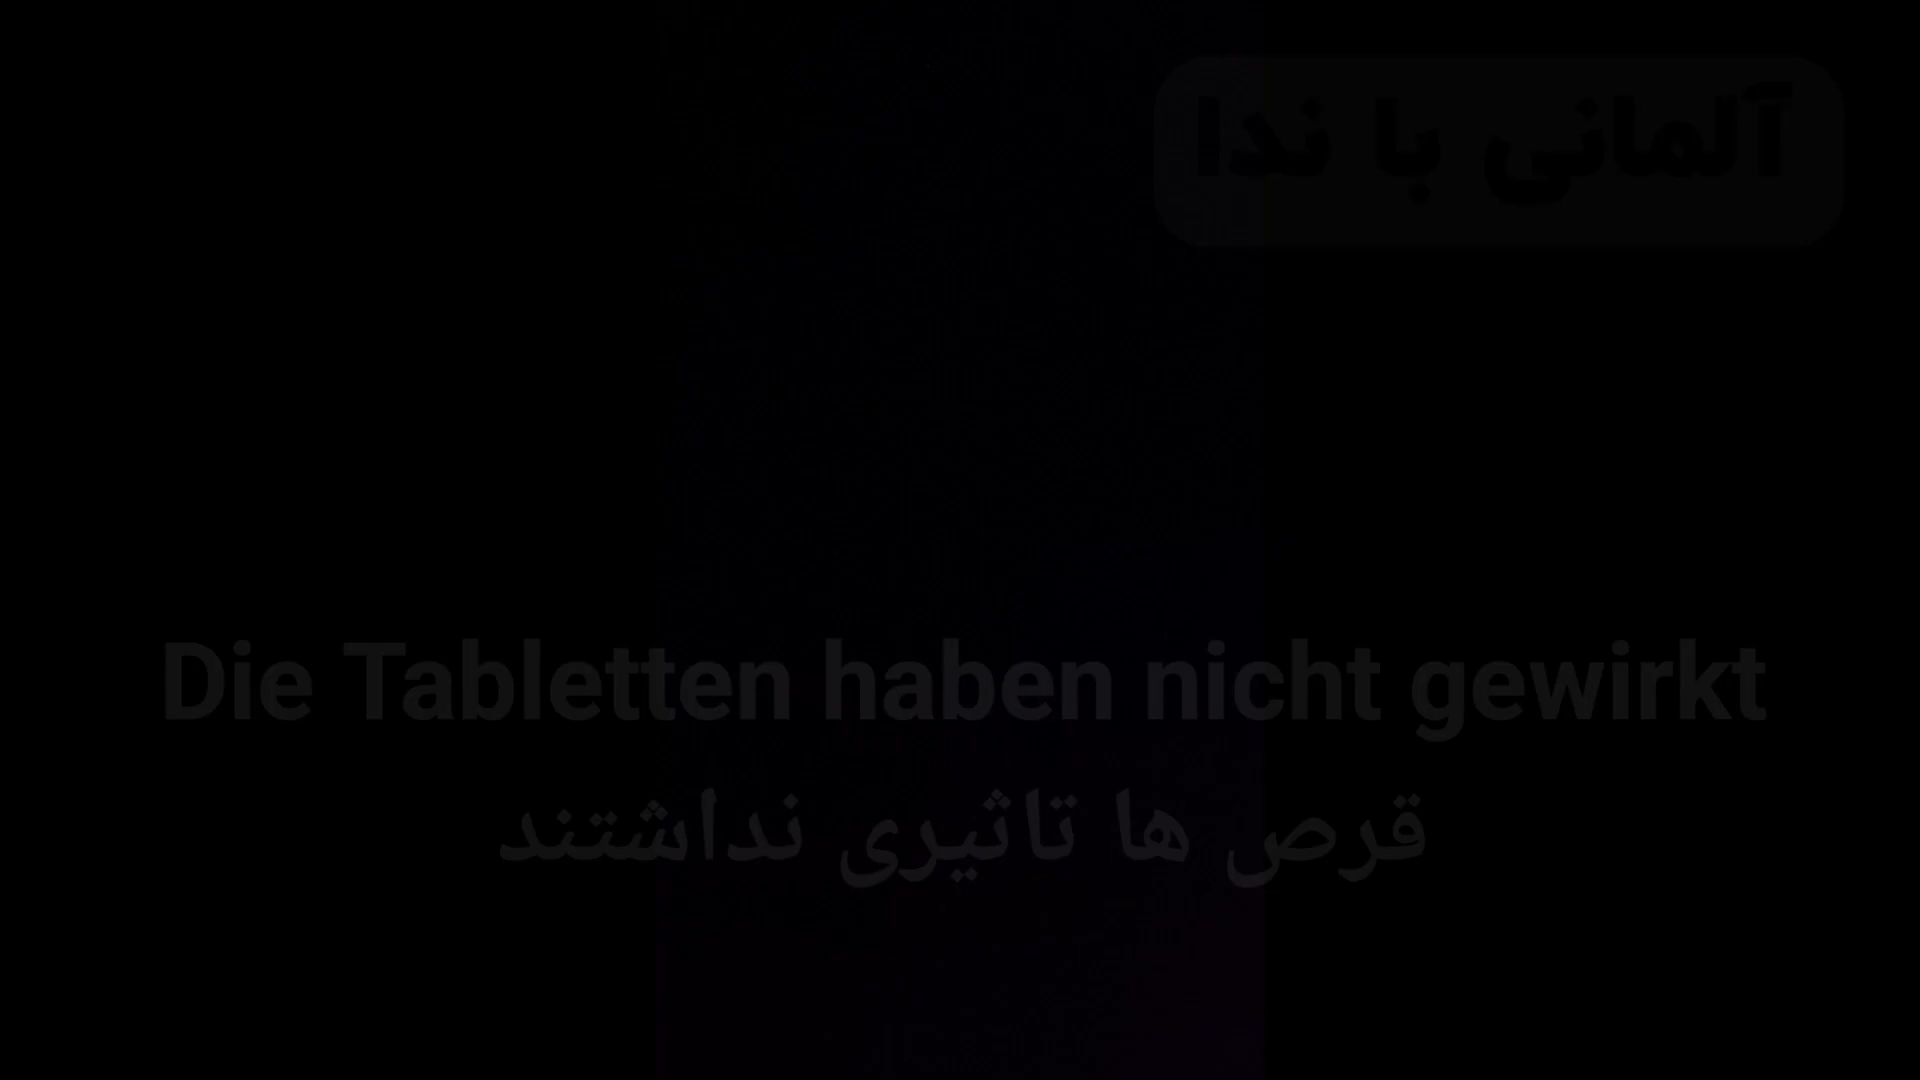 آلمانی با ندا
Die Tabletten haben nicht gewirkt
قرص ها تاثیری نداشتند